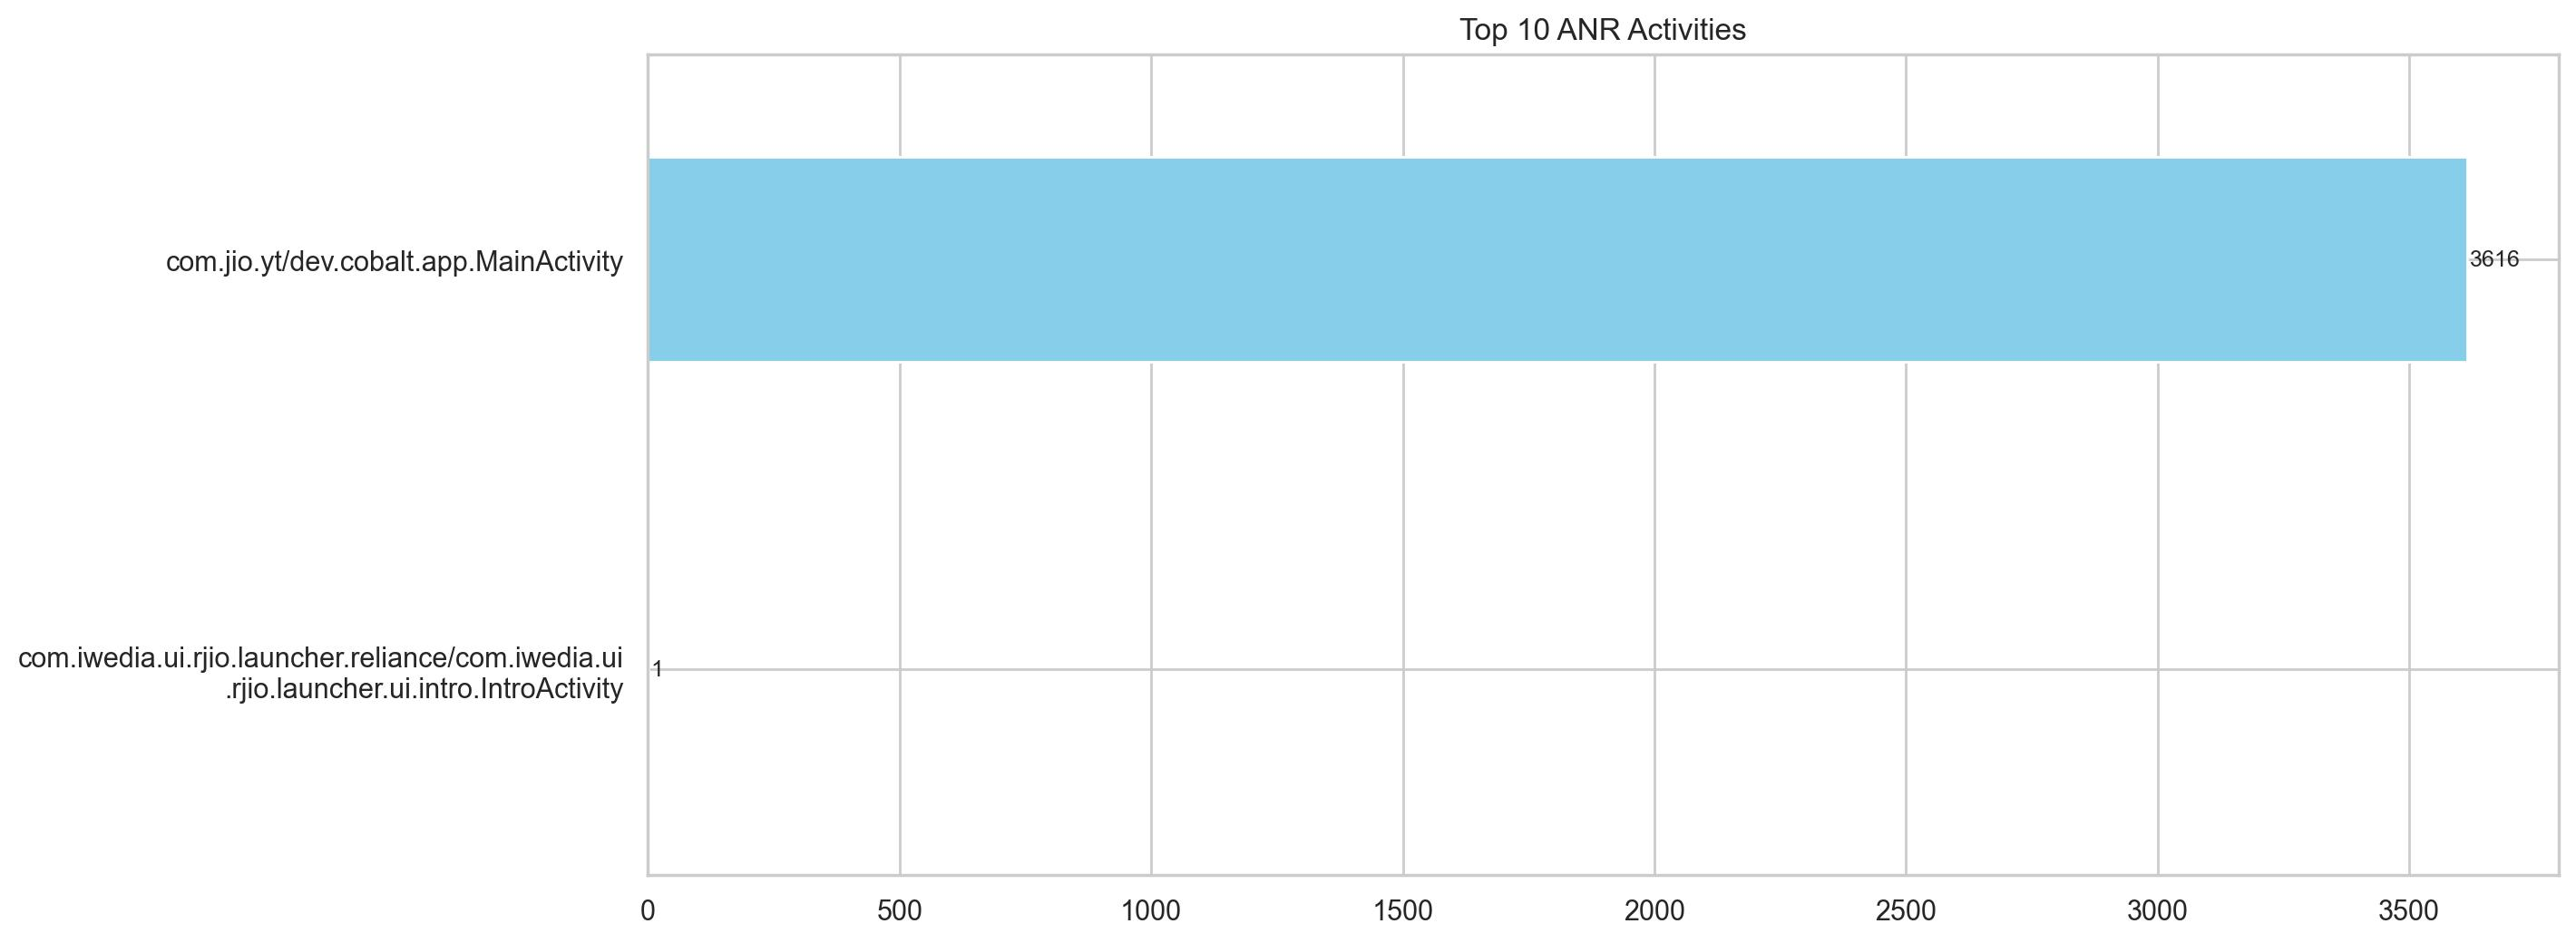 Top 10 ANR Activities
com.jio.yt/dev.cobalt.app.MainActivity
3616
com.iwedia.ui.rjio.launcher.reliance/com.iwedia.ui
.rjio.launcher.ui.intro.IntroActivity
1
0 500 1000 1500 2000 2500 3000 3500